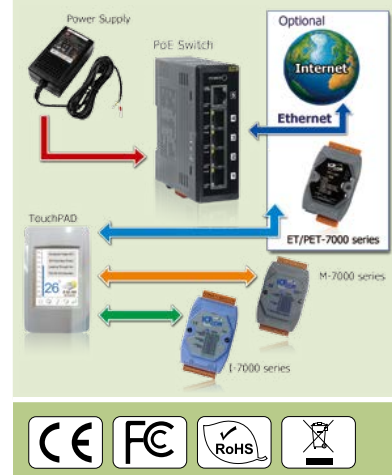 Power Supply
PoE Switch
Optional
Internet
Ethernet
ET/PET-7000 series
TouchPAD
26
M-7000 series
I-7000 series
CE
FC
RoHS